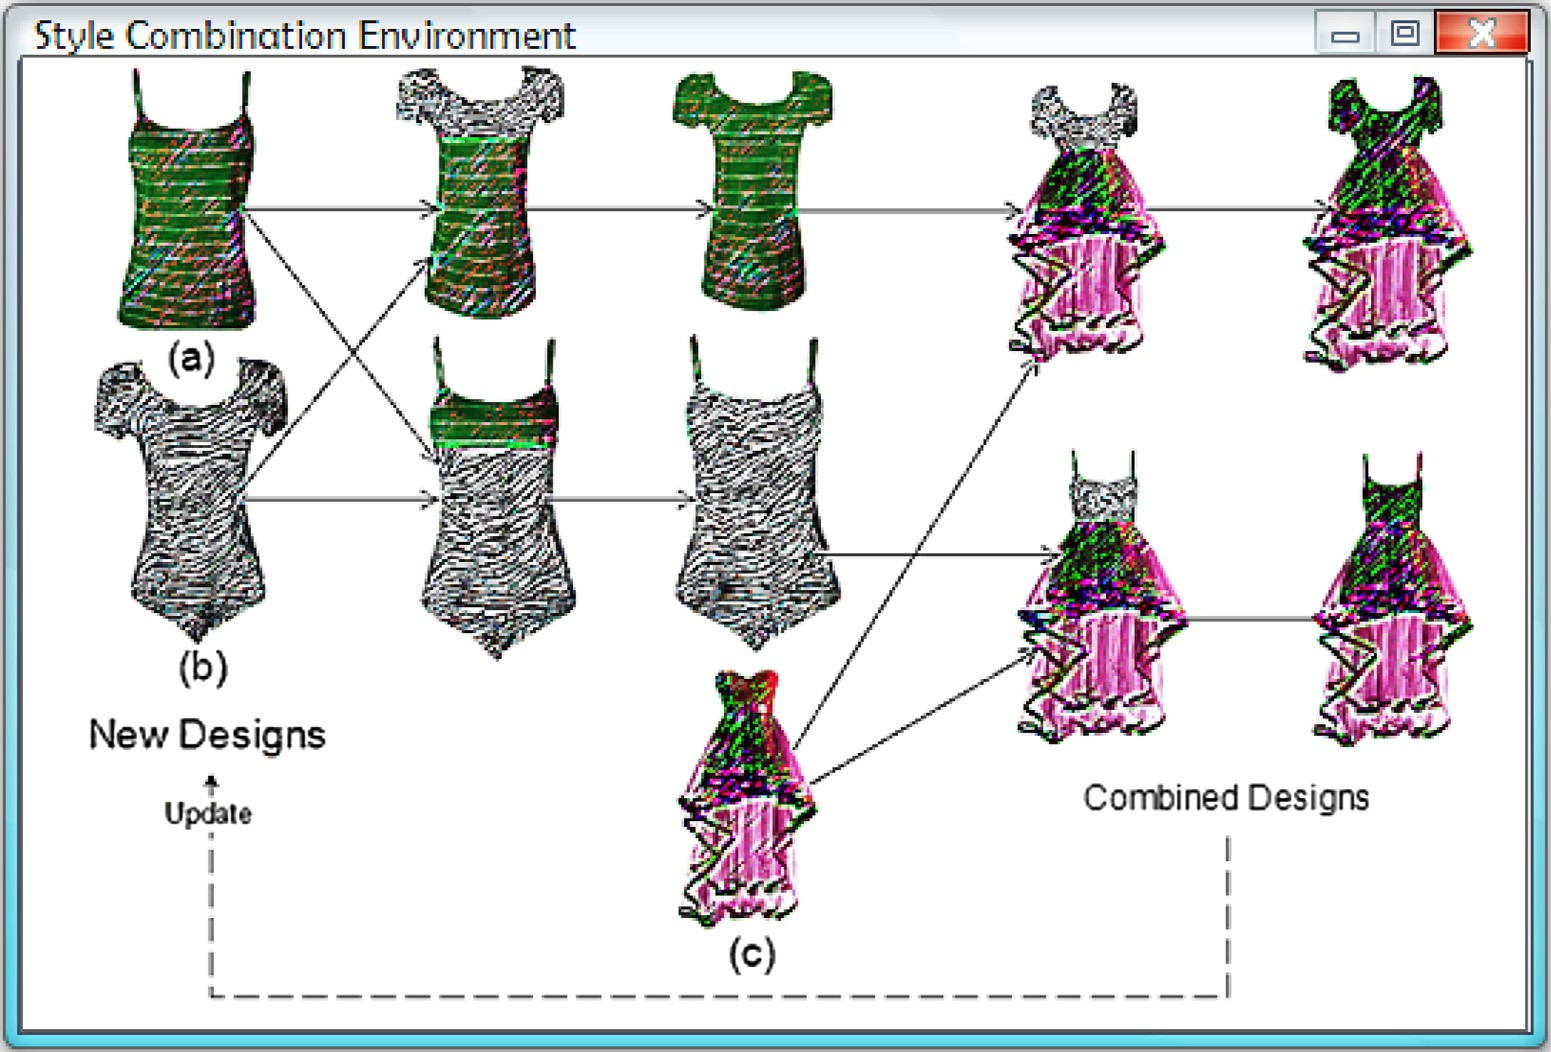 Style Combination Environment
(a)
(b)
New Designs
Update
(c)
Combined Designs